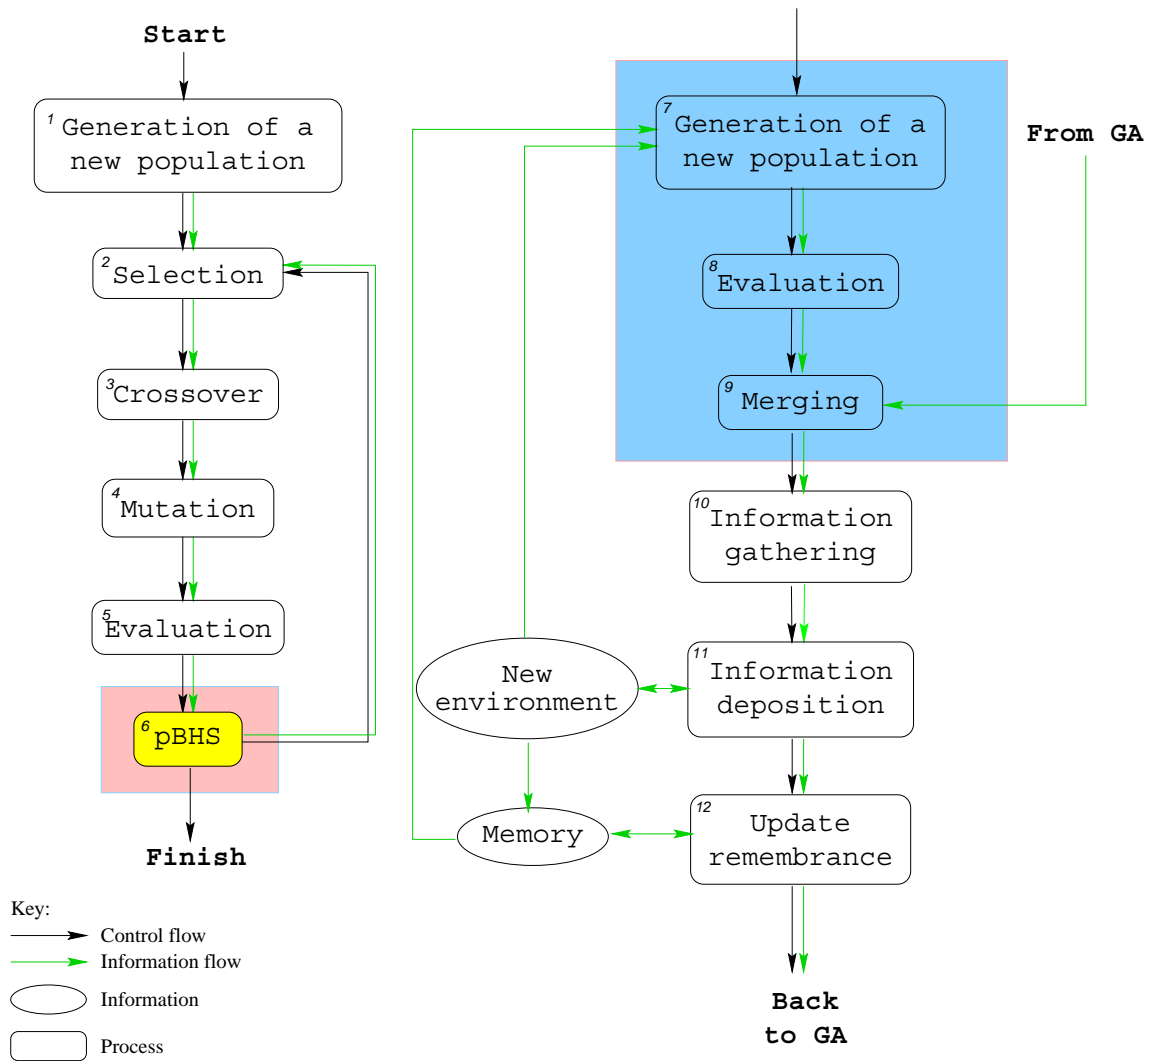 Start
1 Generation of a
new population
2 Selection
3 Crossover
4 Mutation
5 Evaluation
6 pBHS
Finish
Key:
Control flow
Information flow
Information
Process
7 Generation of a
new population
From GA
8 Evaluation
9 Merging
10 Information
gathering
11 Information
deposition
New
environment
12 Update
remembrance
Memory
Back
to GA